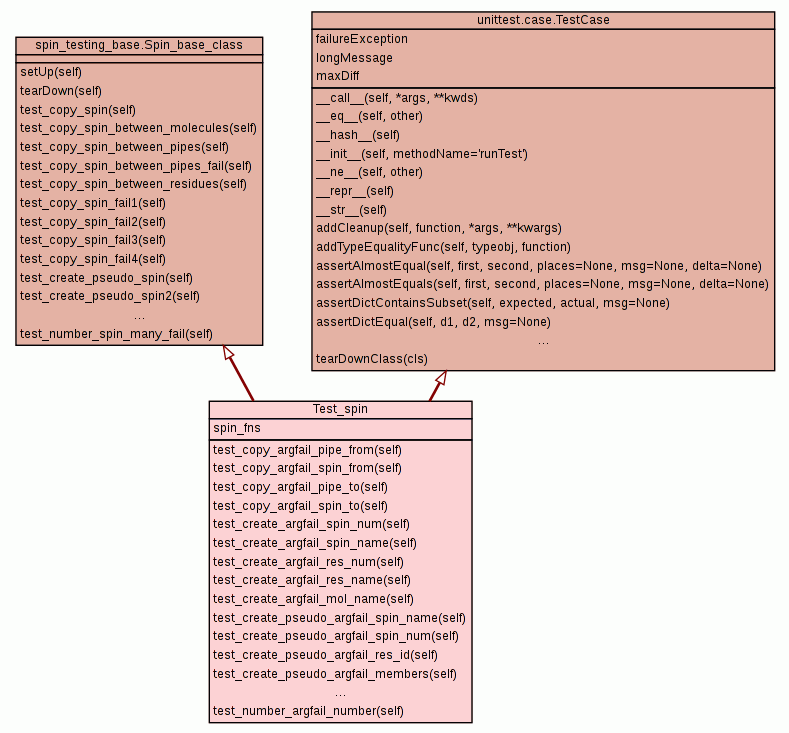 spin_testing_base.Spin_base_class
setUp(self)
tearDown(self)
test_copy_spin(self)
test_copy_spin_between_molecules(self)
test_copy_spin_between_pipes(self)
test_copy_spin_between_pipes_fail(self)
test_copy_spin_between_residues(self)
test_copy_spin_fail1(self)
test_copy_spin_fail2(self)
test_copy_spin_fail3(self)
test_copy_spin_fail4(self)
test_create_pseudo_spin(self)
test_create_pseudo_spin2(self)
...
test_number_spin_many_fail(self)
unittest.case.TestCase
failureException
longMessage
maxDiff
__call__(self, *args, **kwds)
__eq__(self, other)
__hash__(self)
__init__(self, methodName='runTest')
__ne__(self, other)
__repr__(self)
__str__(self)
addCleanup(self, function, *args, **kwargs)
addTypeEqualityFunc(self, typeobj, function)
assertAlmostEqual(self, first, second, places=None, msg=None, delta=None)
assertAlmostEquals(self, first, second, places=None, msg=None, delta=None)
assertDictContainsSubset(self, expected, actual, msg=None)
assertDictEqual(self, d1, d2, msg=None)
...
tearDownClass(cls)
Test_spin
spin_fns
test_copy_argfail_pipe_from(self)
test_copy_argfail_spin_from(self)
test_copy_argfail_pipe_to(self)
test_copy_argfail_spin_to(self)
test_create_argfail_spin_num(self)
test_create_argfail_spin_name(self)
test_create_argfail_res_num(self)
test_create_argfail_res_name(self)
test_create_argfail_mol_name(self)
test_create_pseudo_argfail_spin_name(self)
test_create_pseudo_argfail_spin_num(self)
test_create_pseudo_argfail_res_id(self)
test_create_pseudo_argfail_members(self)
...
test_number_argfail_number(self)